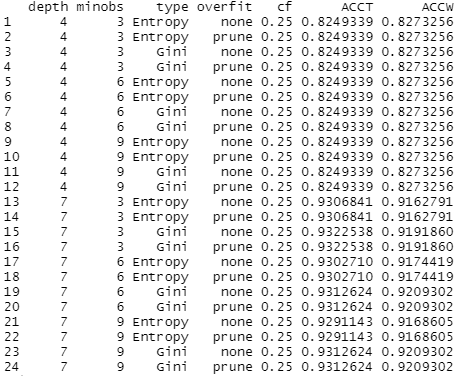 depth minobs type overfit cf ACCT ACCW
1 4 3 Entropy none 0.25 0.8249339 0.8273256
2 4 3 Entropy prune 0.25 0.8249339 0.8273256
3 4 3 Gini none 0.25 0.8249339 0.8273256
4 4 3 Gini prune 0.25 0.8249339 0.8273256
5 4 6 Entropy none 0.25 0.8249339 0.8273256
6 4 6 Entropy prune 0.25 0.8249339 0.8273256
7 4 6 Gini none 0.25 0.8249339 0.8273256
8 4 6 Gini prune 0.25 0.8249339 0.8273256
9 4 9 Entropy none 0.25 0.8249339 0.8273256
10 4 9 Entropy prune 0.25 0.8249339 0.8273256
11 4 9 Gini none 0.25 0.8249339 0.8273256
12 4 9 Gini prune 0.25 0.8249339 0.8273256
13 7 3 Entropy none 0.25 0.9306841 0.9162791
14 7 3 Entropy prune 0.25 0.9306841 0.9162791
15 7 3 Gini none 0.25 0.9322538 0.9191860
16 7 3 Gini prune 0.25 0.9322538 0.9191860
17 7 6 Entropy none 0.25 0.9302710 0.9174419
18 7 6 Entropy prune 0.25 0.9302710 0.9174419
19 7 6 Gini none 0.25 0.9312624 0.9209302
20 7 6 Gini prune 0.25 0.9312624 0.9209302
21 7 9 Entropy none 0.25 0.9291143 0.9168605
22 7 9 Entropy prune 0.25 0.9291143 0.9168605
23 7 9 Gini none 0.25 0.9312624 0.9209302
24 7 9 Gini prune 0.25 0.9312624 0.9209302